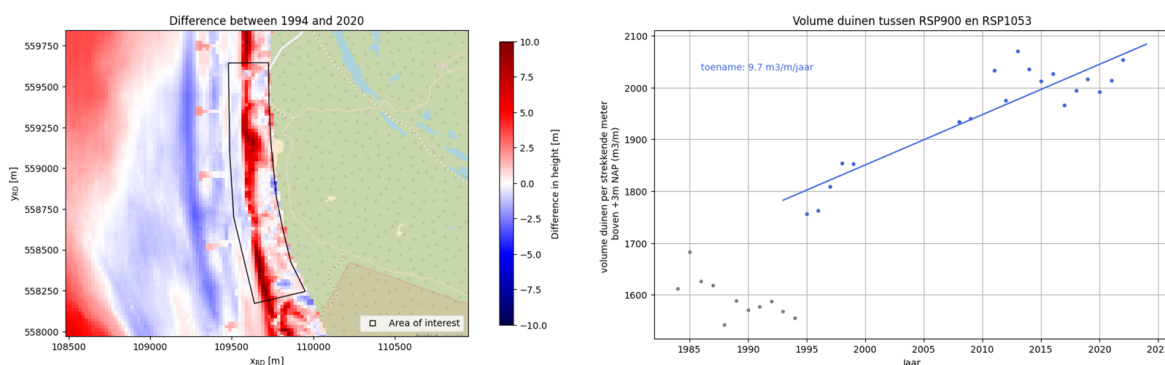 Difference between 1994 and 2020
559750
559500
559250
559000
558750
558500
558250
558000
yRD [m]
108500 109000 109500 110000 110500
xRD [m]
Area of interest
10.0
7.5
5.0
2.5
0.0
−2.5
−5.0
−7.5
−10.0
Difference in height [m]
Volume duinen tussen RSP900 en RSP1053
toename: 9.7 m3/m/jaar
2100
2000
1900
1800
1700
1600
volume duinen per strekkende meter
boven +3m NAP (m3/m)
1985 1990 1995 2000 2005 2010 2015 2020
Jaar